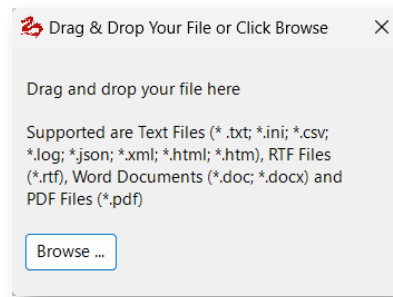 Drag & Drop Your File or Click Browse
Drag and drop your file here
Supported are Text Files (* .txt; *.ini; *.csv;
*.log; *.json; *.xml; *.html; *.htm), RTF Files
(*.rtf), Word Documents (*.doc; *.docx) and
PDF Files (*.pdf)
Browse ...